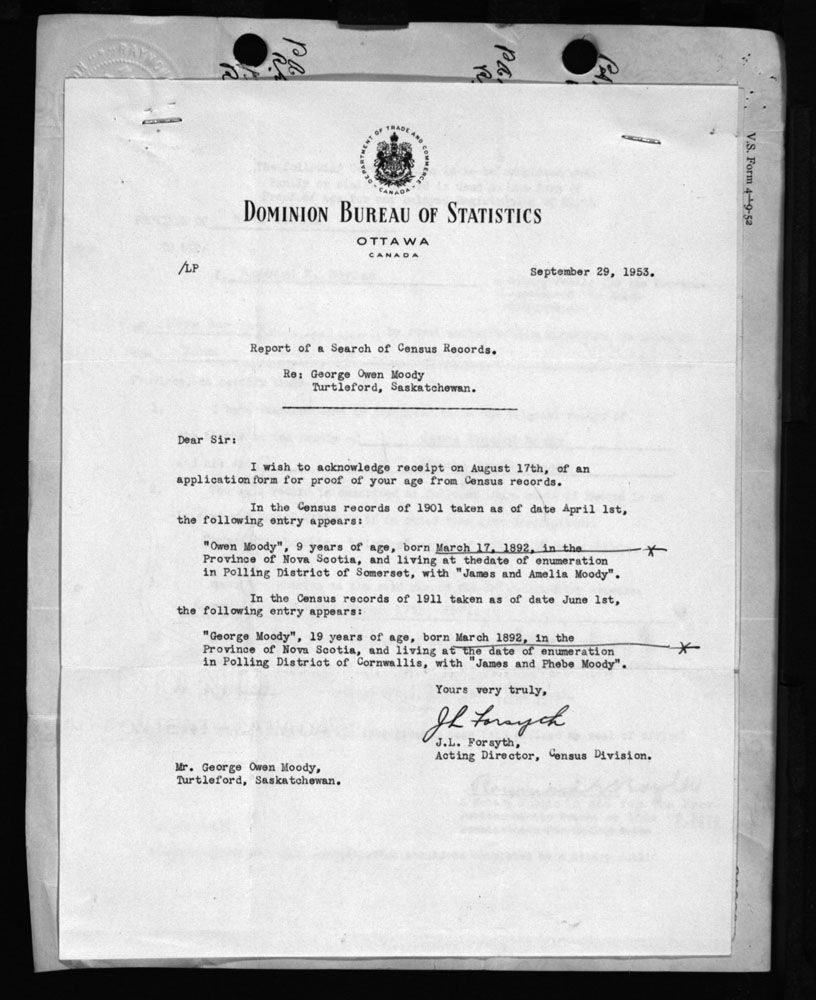 V.S. Form 4-19-52
DEPARTMENT OF TRADE AND COMMERCE
CANADA
DOMINION BUREAU OF STATISTICS
OTTAWA
CANADA
/LP
September 29, 1953.
Report of a Search of Census Records.
Re: George Owen Moody
Turtleford, Saskatchewan.
Dear Sir:
I wish to acknowledge receipt on August 17th, of an
applicationform for proof of your age from Census records.
In the Census records of 1901 taken as of date April 1st,
the following entry appears:
"Owen Moody", 9 years of age, born March 17, 1892, in the
Province of Nova Scotia, and living at thedate of enumeration
in Polling District of Somerset, with "James and Amelia Moody".
In the Census records of 1911 taken as of date June 1st,
the following entry appears:
"George Moody", 19 years of age, born March 1892, in the
Province of Nova Scotia, and living at the date of enumeration
in Polling District of Cornwallis, with "James and Phebe Moody".
Yours very truly,
JL Forsyth
J.L. Forsyth,
Acting Director, Census Division.
Mr. George Owen Moody,
Turtleford, Saskatchewan.